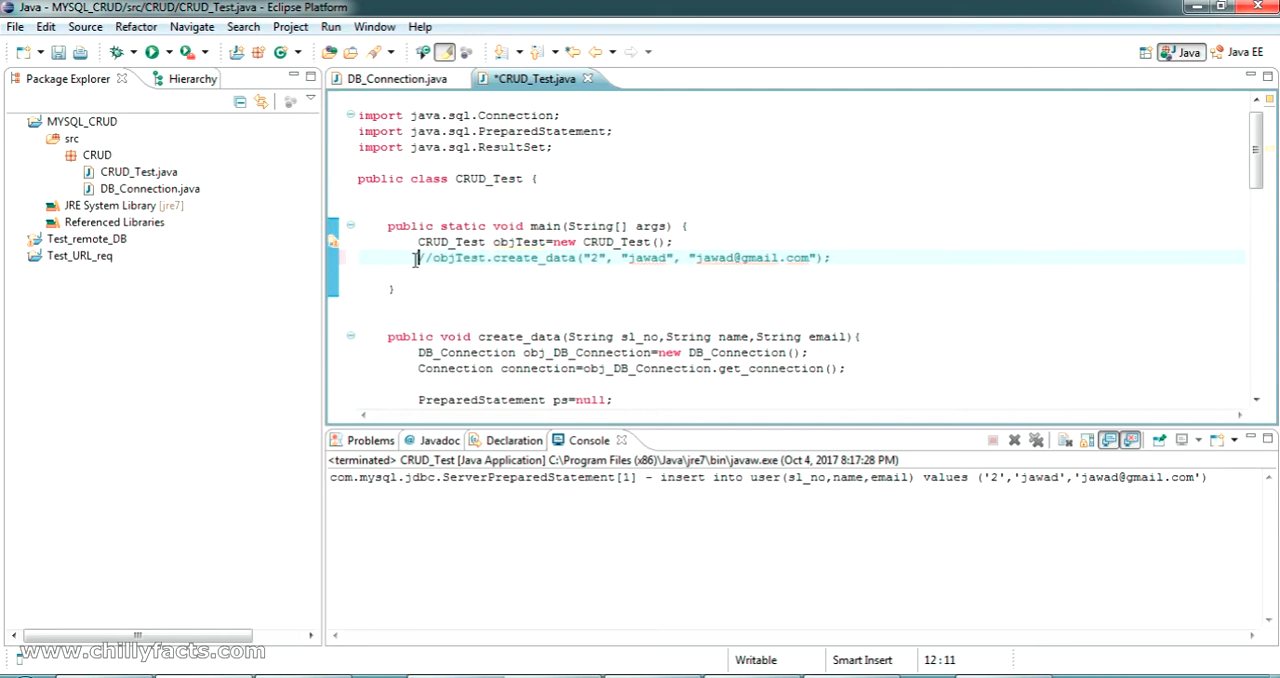 Java - MYSQL_CRUD/src/CRUD/CRUD_Test.java - Eclipse Platform
File Edit Source Refactor Navigate Search Project Run Window Help
Java Java EE
Package Explorer Hierarchy
DB_Connection.java *CRUD_Test.java
MYSQL_CRUD
src
CRUD
CRUD_Test.java
DB_Connection.java
JRE System Library [jre7]
Referenced Libraries
Test_remote_DB
Test_URL_req
import java.sql.Connection;
import java.sql.PreparedStatement;
import java.sql.ResultSet;
public class CRUD_Test {
public static void main(String[] args) {
CRUD_Test objTest=new CRUD_Test();
//objTest.create_data("2", "jawad", "jawad@gmail.com");
}
public void create_data(String sl_no,String name,String email){
DB_Connection obj_DB_Connection=new DB_Connection();
Connection connection=obj_DB_Connection.get_connection();
PreparedStatement ps=null;
Problems Javadoc Declaration Console
<terminated> CRUD_Test [Java Application] C:\Program Files (x86)\Java\jre7\bin\javaw.exe (Oct 4, 2017 8:17:28 PM)
com.mysql.jdbc.ServerPreparedStatement[1] - insert into user(sl_no,name,email) values ('2','jawad','jawad@gmail.com')
www.chillyfacts.com
Writable Smart Insert 12:11